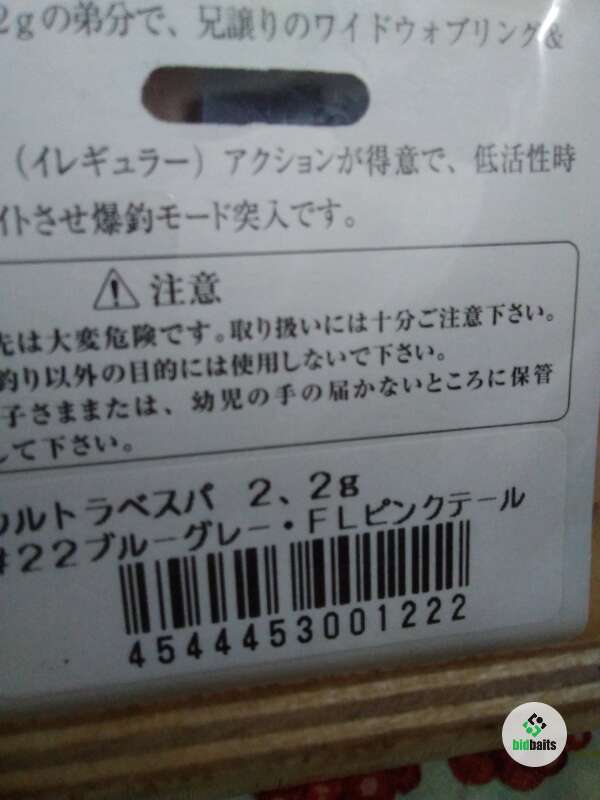 2gの弟分で、兄譲りのワイドウォブリング&
（イレギュラー）アクションが得意で、低活性時
イトさせ爆釣モード突入です。
注意
先は大変危険です。取り扱いには十分ご注意下さい。
釣り以外の目的には使用しないで下さい。
子さままたは、幼児の手の届かないところに保管
して下さい。
ウルトラベスパ 2、2g
#22ブルーグレー・FLピンクテール
4544453001222
bidbaits